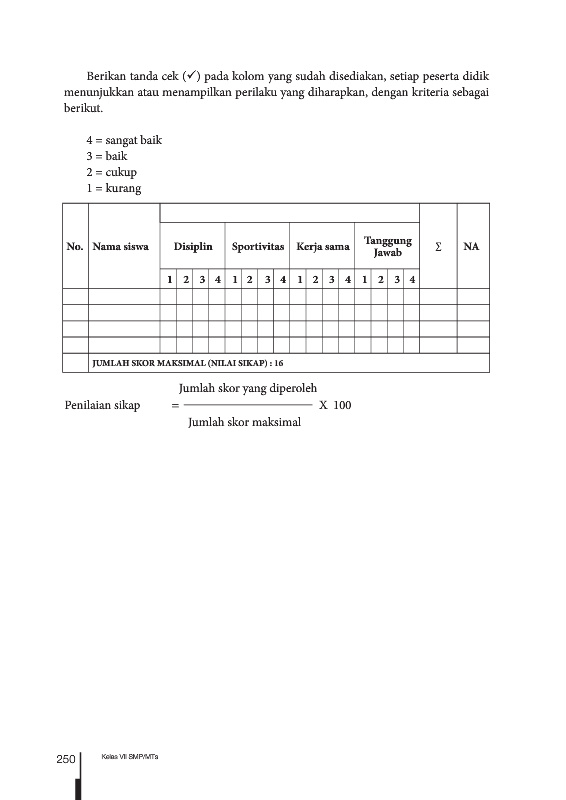 Berikan tanda cek (✓) pada kolom yang sudah disediakan, setiap peserta didik
menunjukkan atau menampilkan perilaku yang diharapkan, dengan kriteria sebagai
berikut.
4 = sangat baik
3 = baik
2 = cukup
1 = kurang
No. Nama siswa Disiplin Sportivitas Kerja sama Tanggung Jawab Σ NA
1 2 3 4 1 2 3 4 1 2 3 4 1 2 3 4
JUMLAH SKOR MAKSIMAL (NILAI SIKAP) : 16
Jumlah skor yang diperoleh
Penilaian sikap = X 100
Jumlah skor maksimal
250 Kelas VII SMP/MTs